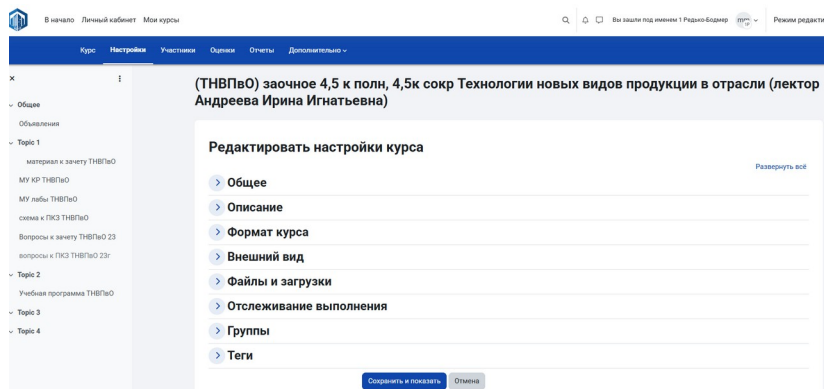 В начало Личный кабинет Мои курсы
Вы зашли под именем 1 Редько-Бодмер
Режим редакти
Курс Настройки Участники Оценки Отчеты Дополнительно
(ТНВПвО) заочное 4,5 к полн, 4,5к сокр Технологии новых видов продукции в отрасли (лектор
Андреева Ирина Игнатьевна)
Общее
Объявления
Topic 1
материал к зачету ТНВПвО
МУ КР ТНВПвО
МУ лабы ТНВПвО
схема к ПКЗ ТНВПвО
Вопросы к зачету ТНВПвО 23
вопросы к ПКЗ ТНВПвО 23г
Topic 2
Учебная программа ТНВПвО
Topic 3
Topic 4
Редактировать настройки курса
Развернуть всё
Общее
Описание
Формат курса
Внешний вид
Файлы и загрузки
Отслеживание выполнения
Группы
Теги
Сохранить и показать Отмена